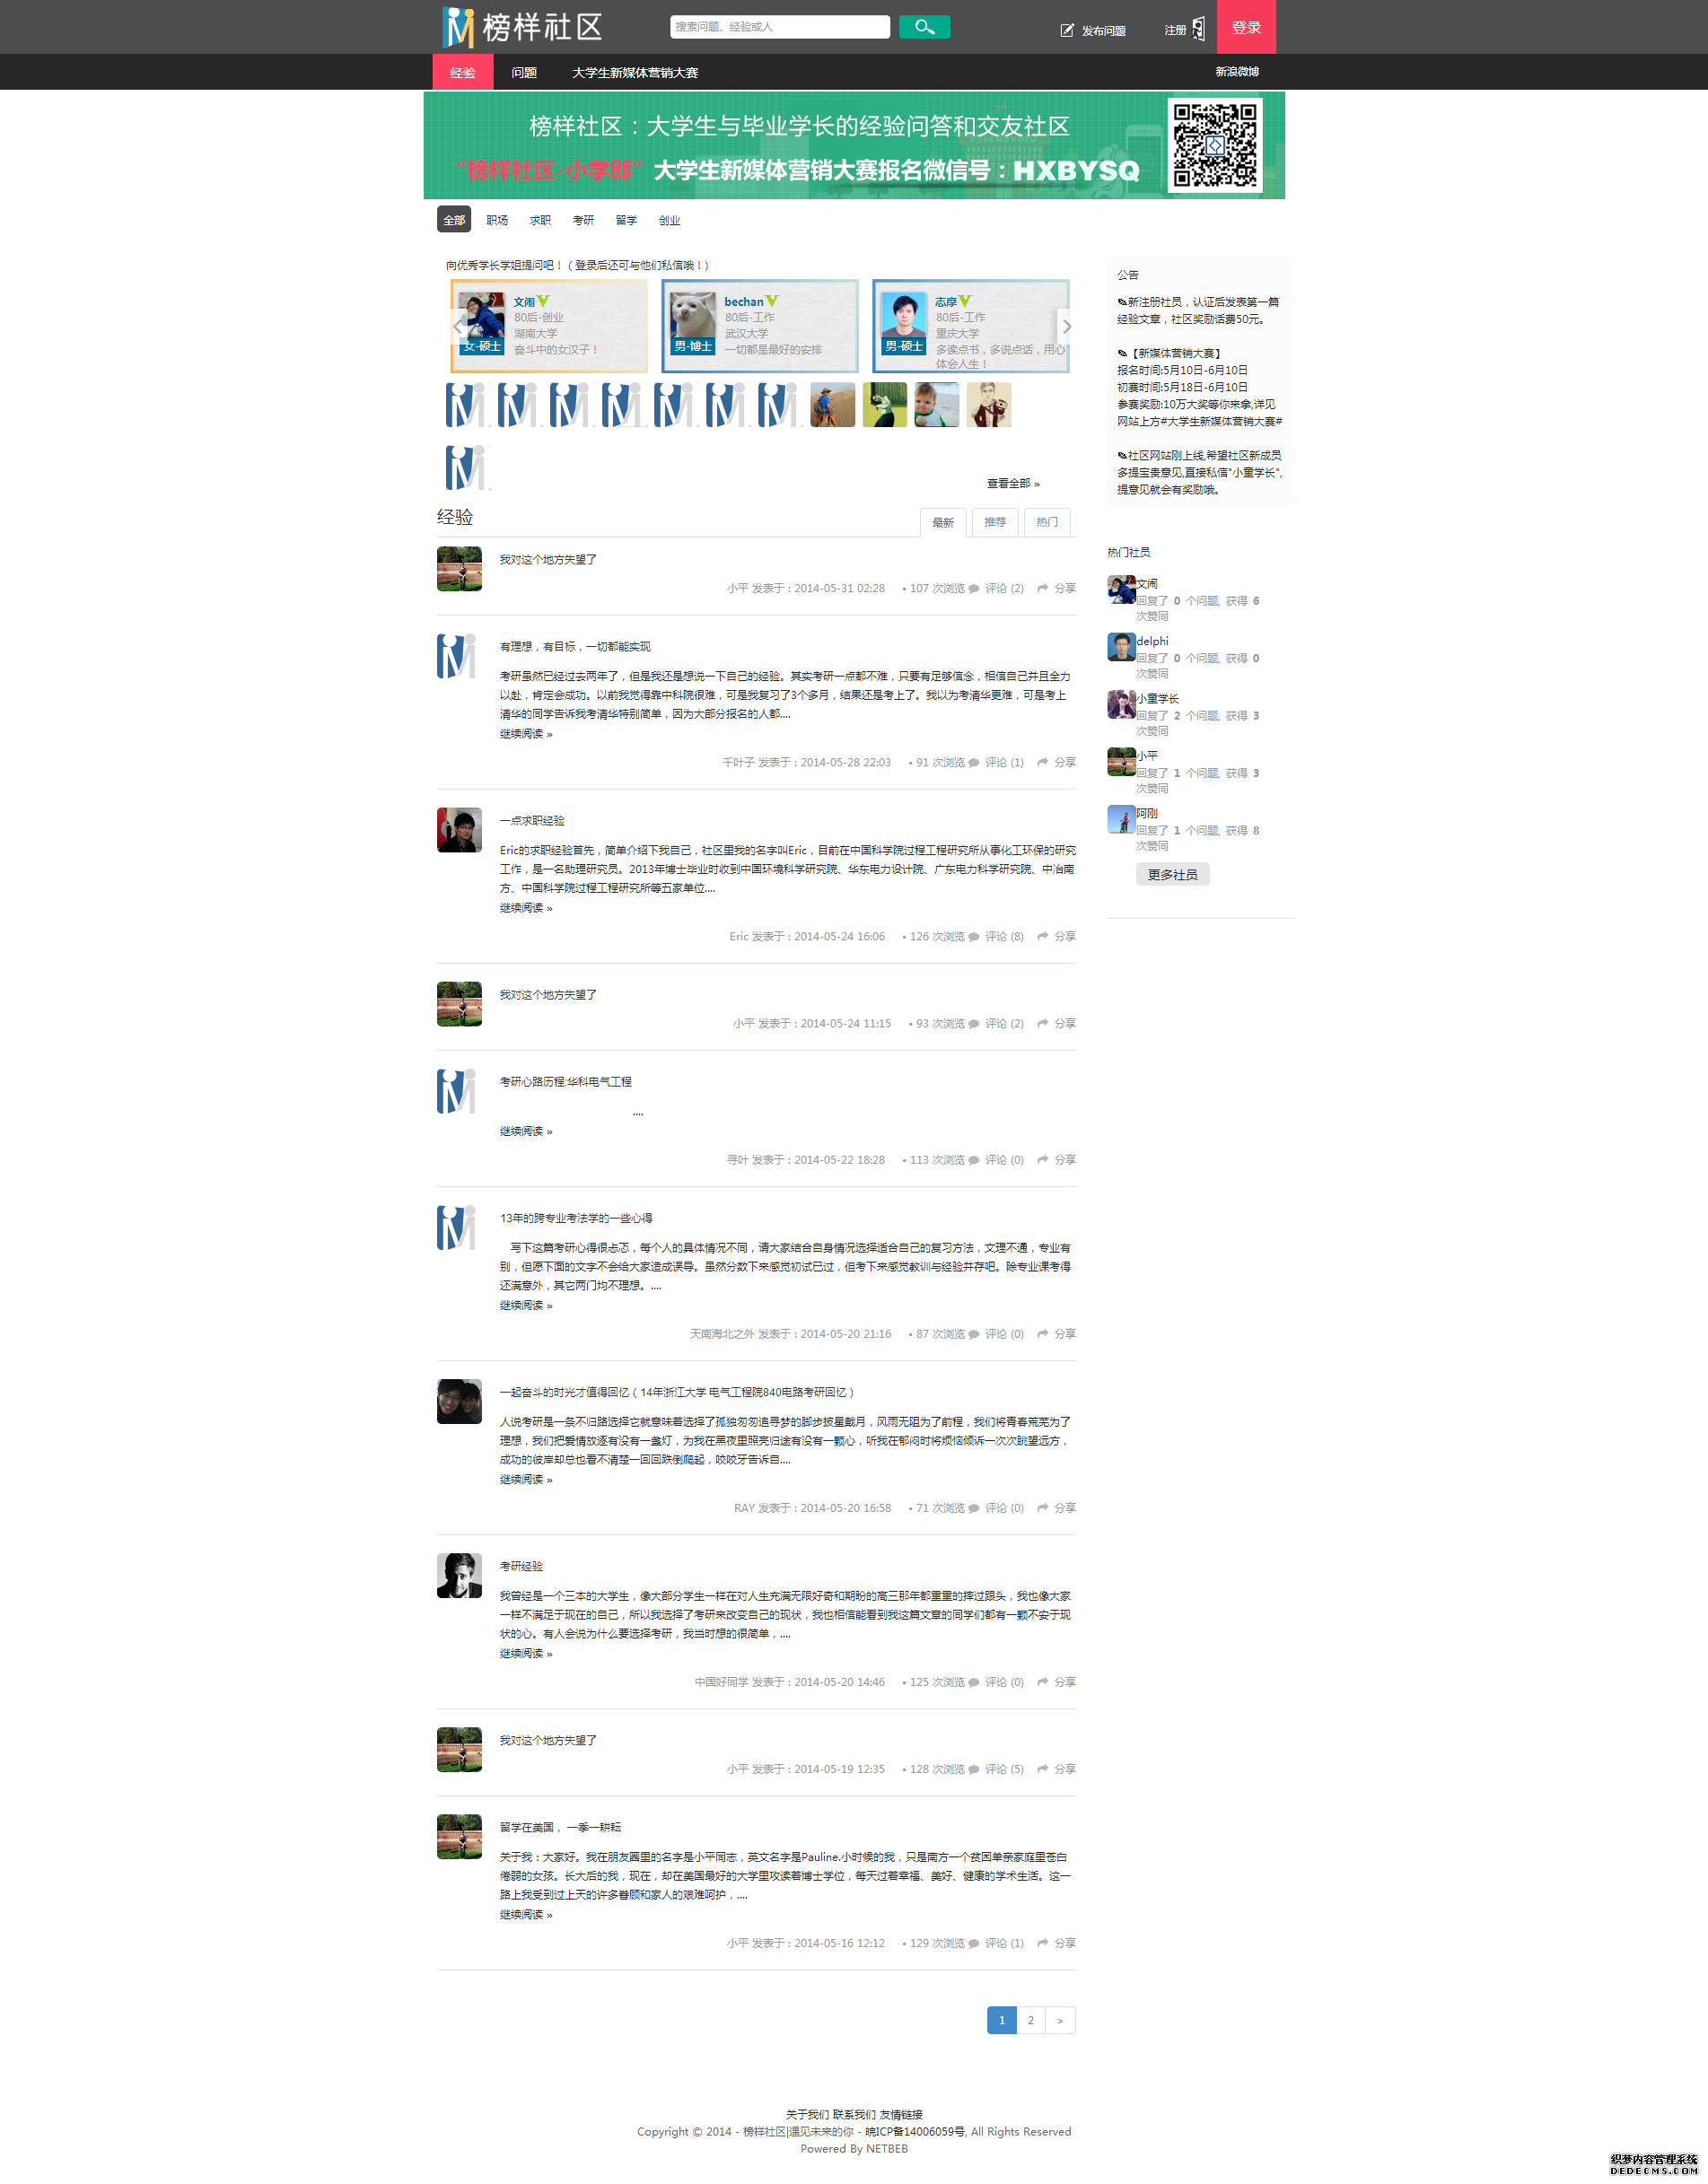 榜样社区
搜索问题、经验或人
发布问题
注册
登录
经验
问题
大学生新媒体营销大赛
新浪微博
榜样社区：大学生与毕业学长的经验问答和交友社区
“榜样社区-小学郎” 大学生新媒体营销大赛报名微信号：HXBYSQ
全部 职场 求职 考研 留学 创业
向优秀学长学姐提问吧！（登录后还可与他们私信哦！）
文闹
80后-创业
湖南大学
奋斗中的女汉子！
女-硕士
bechan
80后-工作
武汉大学
一切都是最好的安排
男-博士
志摩
80后-工作
重庆大学
多读点书，多说点话，用心
体会人生！
男-硕士
查看全部 »
经验
最新 推荐 热门
我对这个地方失望了
小平 发表于：2014-05-31 02:28 • 107 次浏览 评论 (2) 分享
有理想，有目标，一切都能实现
考研虽然已经过去两年了，但是我还是想说一下自己的经验。其实考研一点都不难，只要有足够信念，相信自己并且全力
以赴，肯定会成功。以前我觉得靠中科院很难，可是我复习了3个多月，结果还是考上了。我以为考清华更难，可是考上
清华的同学告诉我考清华特别简单，因为大部分报名的人都....
继续阅读 »
千叶子 发表于：2014-05-28 22:03 • 91 次浏览 评论 (1) 分享
一点求职经验
Eric的求职经验首先，简单介绍下我自己，社区里我的名字叫Eric，目前在中国科学院过程工程研究所从事化工环保的研究
工作，是一名助理研究员。2013年博士毕业时收到中国环境科学研究院、华东电力设计院、广东电力科学研究院、中冶南
方、中国科学院过程工程研究所等五家单位....
继续阅读 »
Eric 发表于：2014-05-24 16:06 • 126 次浏览 评论 (8) 分享
我对这个地方失望了
小平 发表于：2014-05-24 11:15 • 93 次浏览 评论 (2) 分享
考研心路历程:华科电气工程
....
继续阅读 »
寻叶 发表于：2014-05-22 18:28 • 113 次浏览 评论 (0) 分享
13年的跨专业考法学的一些心得
写下这篇考研心得很忐忑，每个人的具体情况不同，请大家结合自身情况选择适合自己的复习方法，文理不通，专业有
别，但愿下面的文字不会给大家造成误导。虽然分数下来感觉初试已过，但考下来感觉教训与经验并存吧。除专业课考得
还满意外，其它两门均不理想。....
继续阅读 »
天南海北之外 发表于：2014-05-20 21:16 • 87 次浏览 评论 (0) 分享
一起奋斗的时光才值得回忆（14年浙江大学 电气工程院840电路考研回忆）
人说考研是一条不归路选择它就意味着选择了孤独匆匆追寻梦的脚步披星戴月，风雨无阻为了前程，我们将青春荒芜为了
理想，我们把爱情放逐有没有一盏灯，为我在黑夜里照亮归途有没有一颗心，听我在郁闷时将烦恼倾诉一次次眺望远方，
成功的彼岸却总也看不清楚一回回跌倒爬起，咬咬牙告诉自....
继续阅读 »
RAY 发表于：2014-05-20 16:58 • 71 次浏览 评论 (0) 分享
考研经验
我曾经是一个三本的大学生，像大部分学生一样在对人生充满无限好奇和期盼的高三那年都重重的摔过跟头，我也像大家
一样不满足于现在的自己，所以我选择了考研来改变自己的现状，我也相信能看到我这篇文章的同学们都有一颗不安于现
状的心。有人会说为什么要选择考研，我当时想的很简单，....
继续阅读 »
中国好同学 发表于：2014-05-20 14:46 • 125 次浏览 评论 (0) 分享
我对这个地方失望了
小平 发表于：2014-05-19 12:35 • 128 次浏览 评论 (5) 分享
留学在美国， 一季一耕耘
关于我：大家好。我在朋友圈里的名字是小平同志，英文名字是Pauline.小时候的我，只是南方一个贫困单亲家庭里苍白
倦弱的女孩。长大后的我，现在，却在美国最好的大学里攻读着博士学位，每天过着幸福、美好、健康的学术生活。这一
路上我受到过上天的许多眷顾和家人的艰难呵护，....
继续阅读 »
小平 发表于：2014-05-16 12:12 • 129 次浏览 评论 (1) 分享
1 2 >
公告
✎新注册社员，认证后发表第一篇
经验文章，社区奖励话费50元。
✎【新媒体营销大赛】
报名时间:5月10日-6月10日
初赛时间:5月18日-6月10日
参赛奖励:10万大奖等你来拿,详见
网站上方#大学生新媒体营销大赛#
✎社区网站刚上线,希望社区新成员
多提宝贵意见,直接私信"小童学长",
提意见就会有奖励哦。
热门社员
文闹
回复了 0 个问题, 获得 6
次赞同
delphi
回复了 0 个问题, 获得 0
次赞同
小童学长
回复了 2 个问题, 获得 3
次赞同
小平
回复了 1 个问题, 获得 3
次赞同
阿刚
回复了 1 个问题, 获得 8
次赞同
更多社员
关于我们 联系我们 友情链接
Copyright © 2014 - 榜样社区|遇见未来的你 - 皖ICP备14006059号, All Rights Reserved
Powered By NETBEB
织梦内容管理系统
DEDECMS.COM